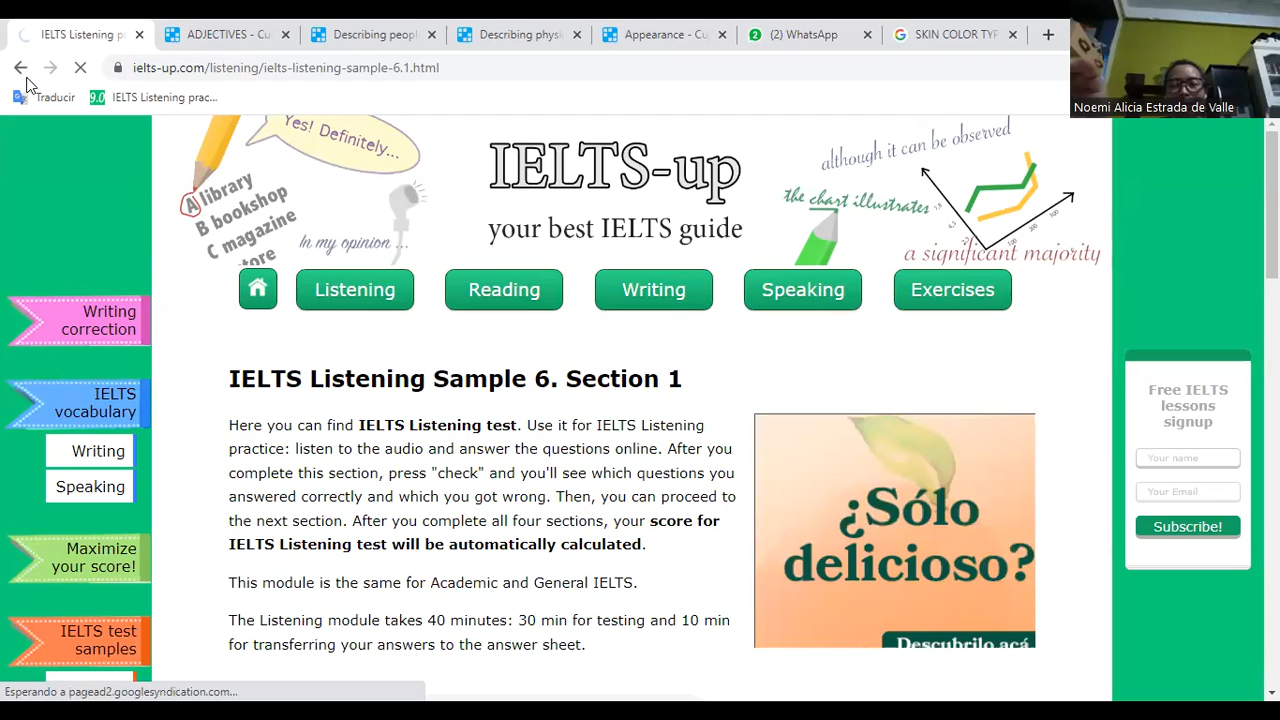 IELTS Listening p
ADJECTIVES - Cu
Describing peopl
Describing physi
Appearance - Cu
(2) WhatsApp
SKIN COLOR TYP
ielts-up.com/listening/ielts-listening-sample-6.1.html
Traducir
9.0 IELTS Listening prac...
Noemi Alicia Estrada de Valle
Yes! Definitely...
A library
B bookshop
C magazine
store
In my opinion ...
IELTS-up
your best IELTS guide
although it can be observed
the chart illustrates
a significant majority
Listening
Reading
Writing
Speaking
Exercises
Writing
correction
IELTS
vocabulary
Writing
Speaking
Maximize
your score!
IELTS test
samples
IELTS Listening Sample 6. Section 1
Here you can find IELTS Listening test. Use it for IELTS Listening
practice: listen to the audio and answer the questions online. After you
complete this section, press "check" and you'll see which questions you
answered correctly and which you got wrong. Then, you can proceed to
the next section. After you complete all four sections, your score for
IELTS Listening test will be automatically calculated.
This module is the same for Academic and General IELTS.
The Listening module takes 40 minutes: 30 min for testing and 10 min
for transferring your answers to the answer sheet.
¿Sólo
delicioso?
Descubrilo acá
Free IELTS
lessons
signup
Your name
Your Email
Subscribe!
Esperando a pagead2.googlesyndication.com...